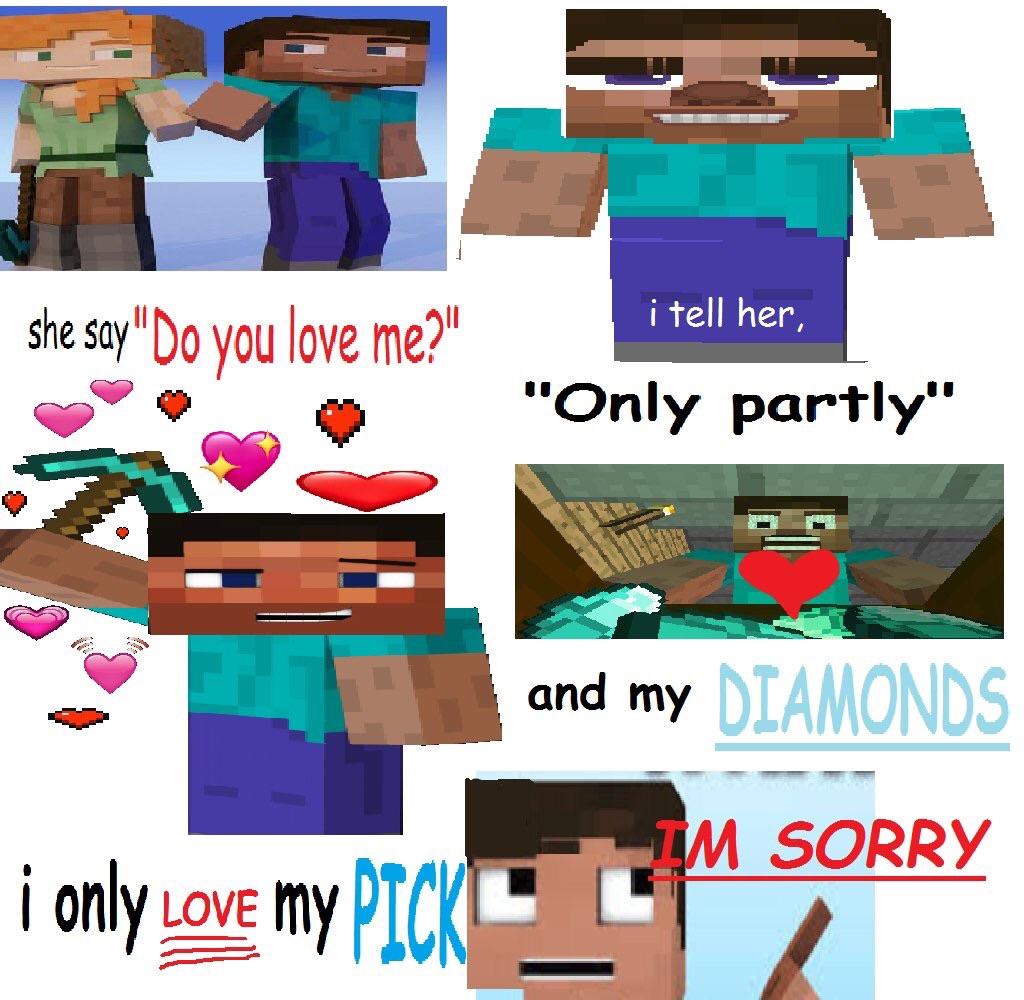 she say "Do you love me?"
i tell her,
"Only partly"
i only LOVE my PICK
and my DIAMONDS
IM SORRY